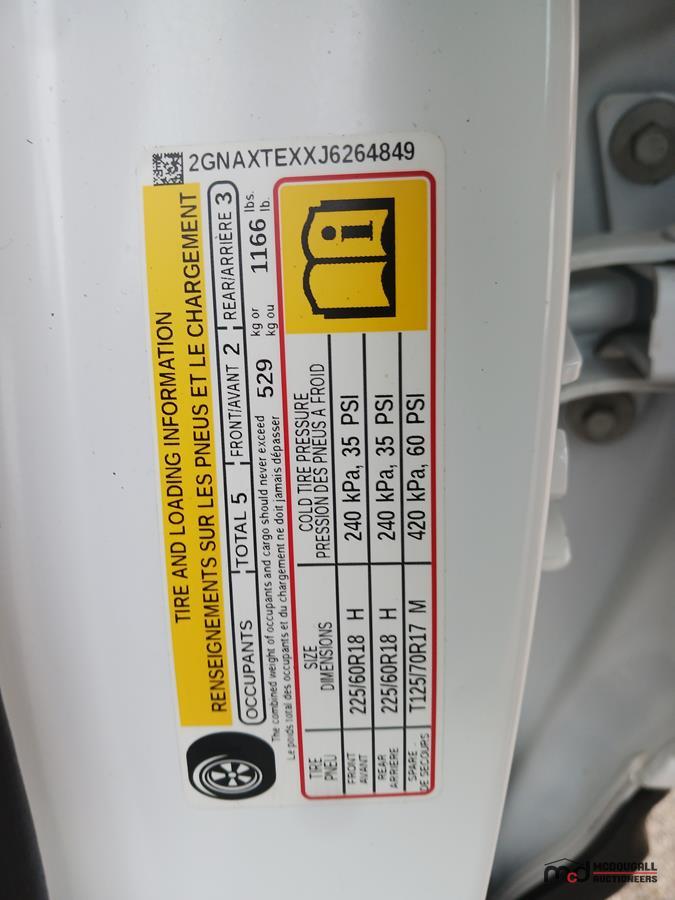 2GNAXTEXXJ6264849
TIRE AND LOADING INFORMATION
RENSEIGNEMENTS SUR LES PNEUS ET LE CHARGEMENT
OCCUPANTS TOTAL 5 FRONT/AVANT 2 REAR/ARRIÈRE 3
The combined weight of occupants and cargo should never exceed 529 kg or 1166 lbs.
Le poids total des occupants et du chargement ne doit jamais dépasser kg ou lb.
TIRE SIZE COLD TIRE PRESSURE
PNEU DIMENSIONS PRESSION DES PNEUS À FROID
FRONT
AVANT 225/60R18 H 240 kPa, 35 PSI
REAR
ARRIERE 225/60R18 H 240 kPa, 35 PSI
SPARE
DE SECOURS T125/70R17 M 420 kPa, 60 PSI
i
mcd MCDOUGALL
AUCTIONEERS